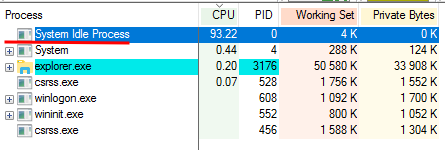 Process CPU PID Working Set Private Bytes
System Idle Process 93.22 0 4 K 0 K
System 0.44 4 288 K 124 K
explorer.exe 0.20 3176 50 580 K 33 908 K
csrss.exe 0.07 528 1 756 K 1 552 K
winlogon.exe 608 1 092 K 1 700 K
wininit.exe 552 800 K 1 052 K
csrss.exe 456 1 588 K 1 304 K